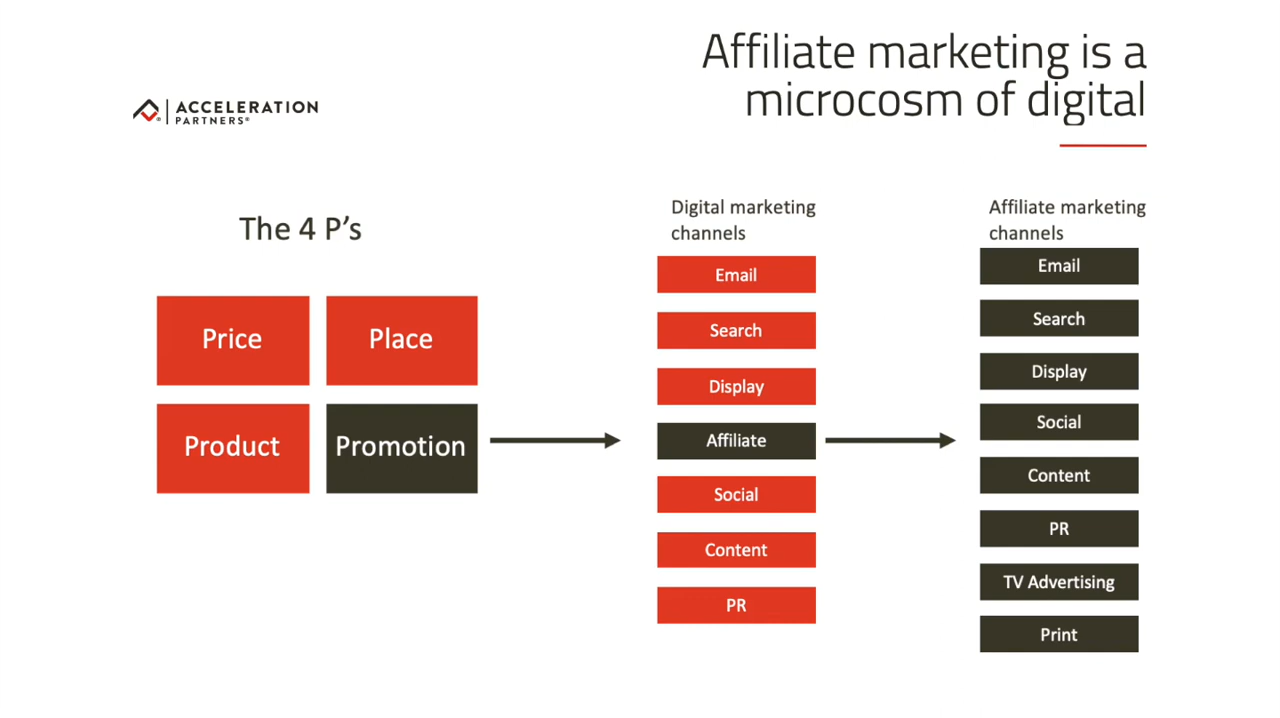 Affiliate marketing is a
microcosm of digital
ACCELERATION
PARTNERS®
The 4 P’s
Price
Place
Product
Promotion
Digital marketing
channels
Email
Search
Display
Affiliate
Social
Content
PR
Affiliate marketing
channels
Email
Search
Display
Social
Content
PR
TV Advertising
Print